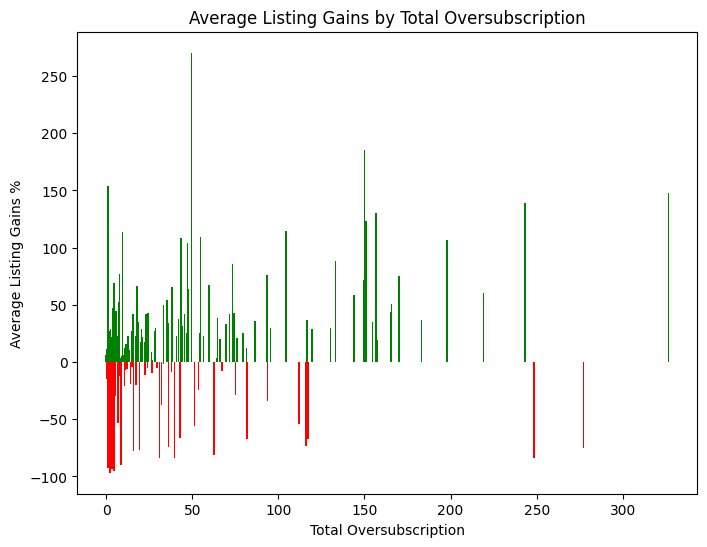 Average Listing Gains by Total Oversubscription
Average Listing Gains %
250
200
150
100
50
0
−50
−100
0 50 100 150 200 250 300
Total Oversubscription